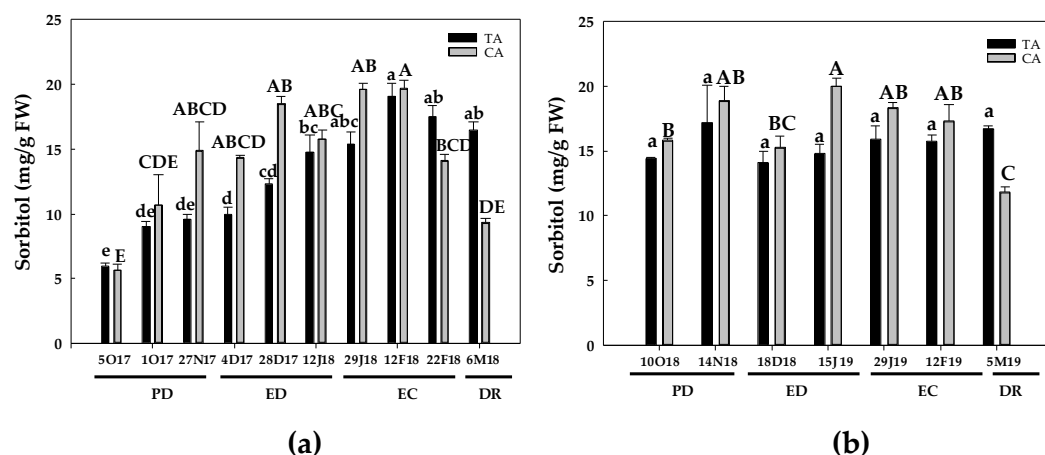 25
TA
CA
20
15
10
5
0
Sorbitol (mg/g FW)
e E
de CDE
de ABCD
d ABCD
cd AB
bc ABC
abc AB
a A
ab BCD
ab DE
5O17 1O17 27N17 4D17 28D17 12J18 29J18 12F18 22F18 6M18
PD ED EC DR
(a)
25
TA
CA
20
15
10
5
0
Sorbitol (mg/g FW)
a B
a AB
a BC
a A
a AB
a AB
a C
10O18 14N18 18D18 15J19 29J19 12F19 5M19
PD ED EC DR
(b)